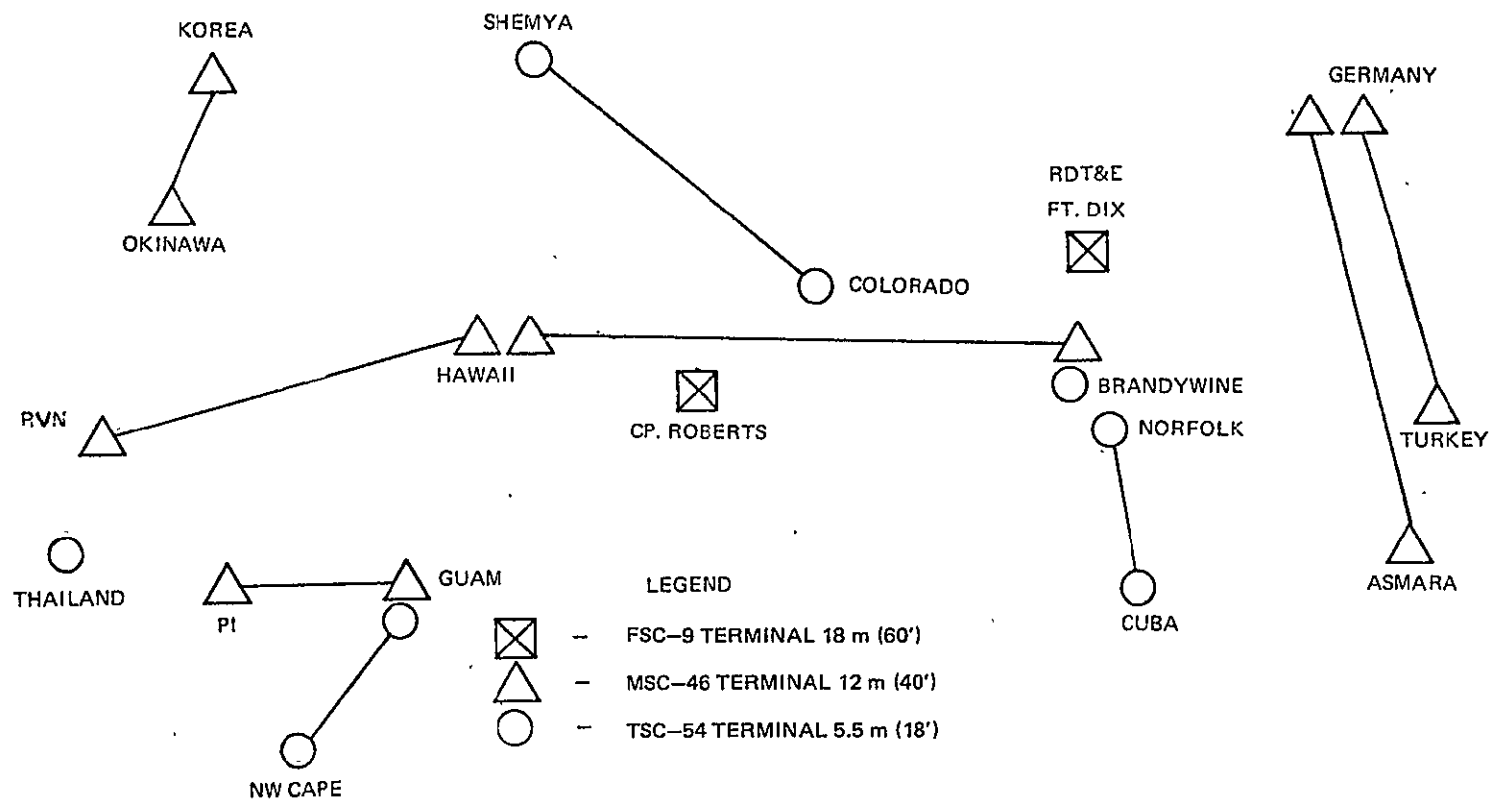 SHEMYA
KOREA
GERMANY
RDT&E
FT. DIX
OKINAWA
COLORADO
HAWAII
BRANDYWINE
RVN
CP. ROBERTS
NORFOLK
TURKEY
THAILAND
PI
GUAM
ASMARA
CUBA
LEGEND
– FSC–9 TERMINAL 18 m (60')
– MSC–46 TERMINAL 12 m (40')
– TSC–54 TERMINAL 5.5 m (18')
NW CAPE